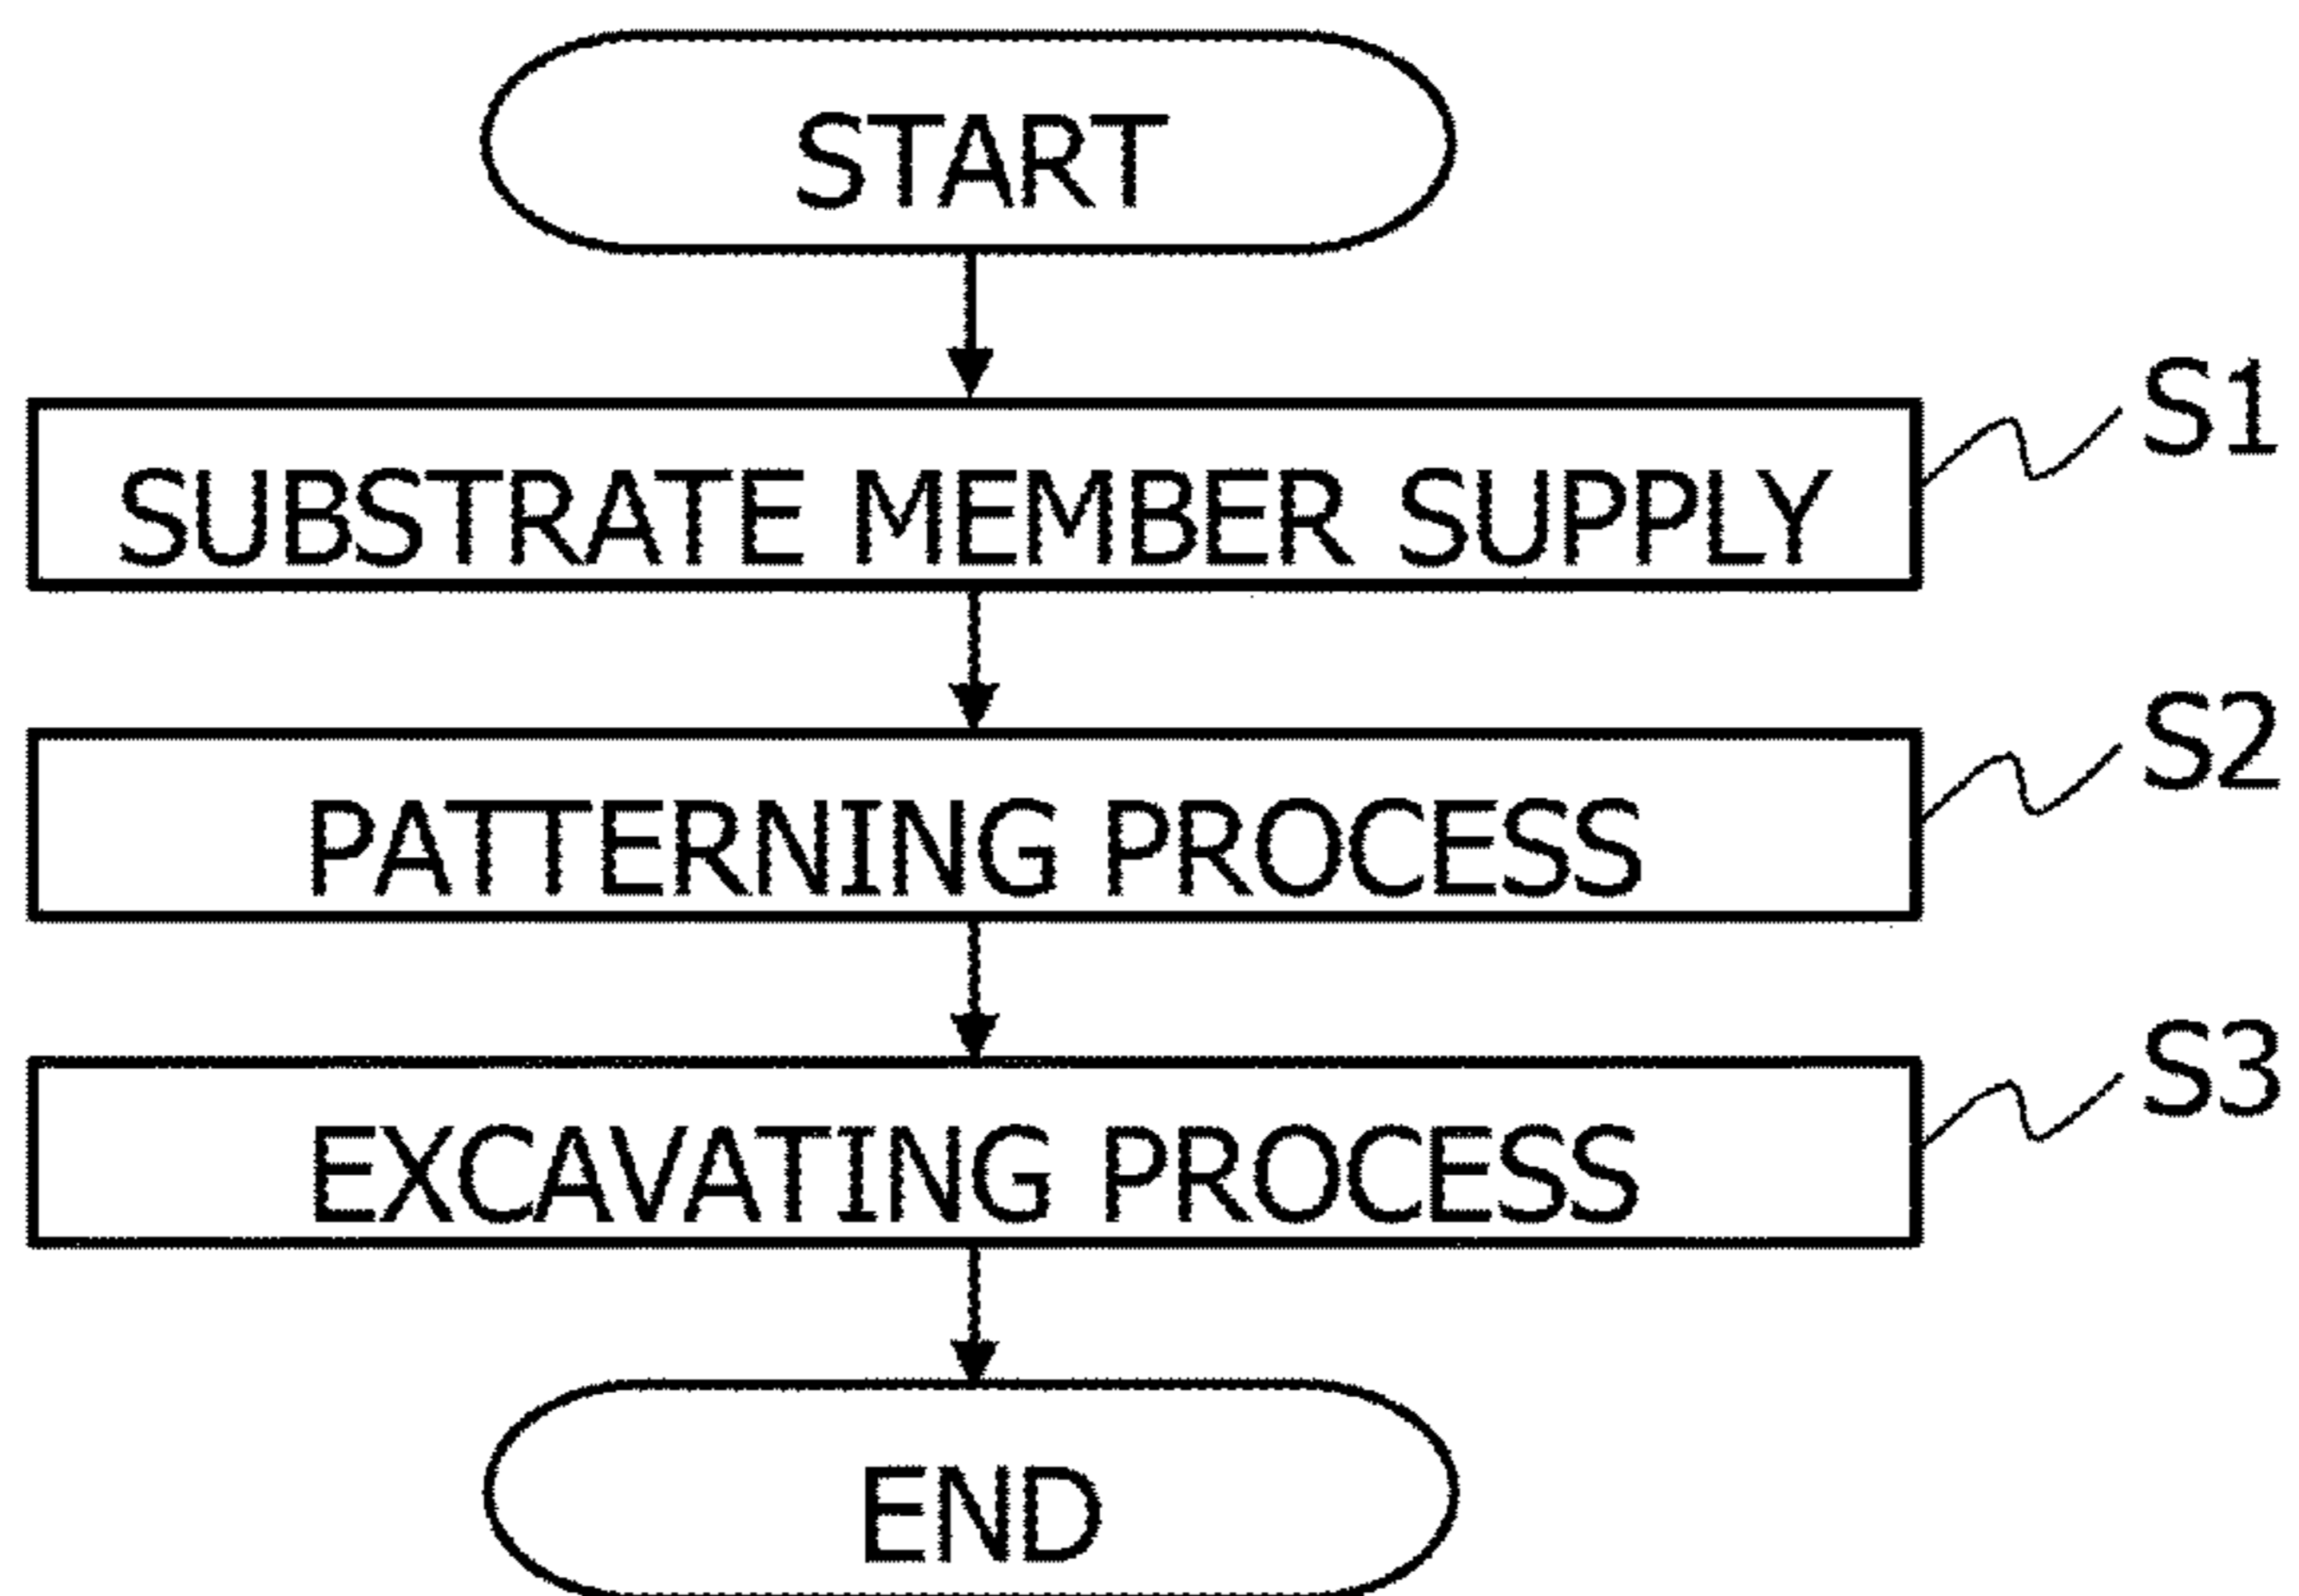 START
S1
SUBSTRATE MEMBER SUPPLY
S2
PATTERNING PROCESS
S3
EXCAVATING PROCESS
END